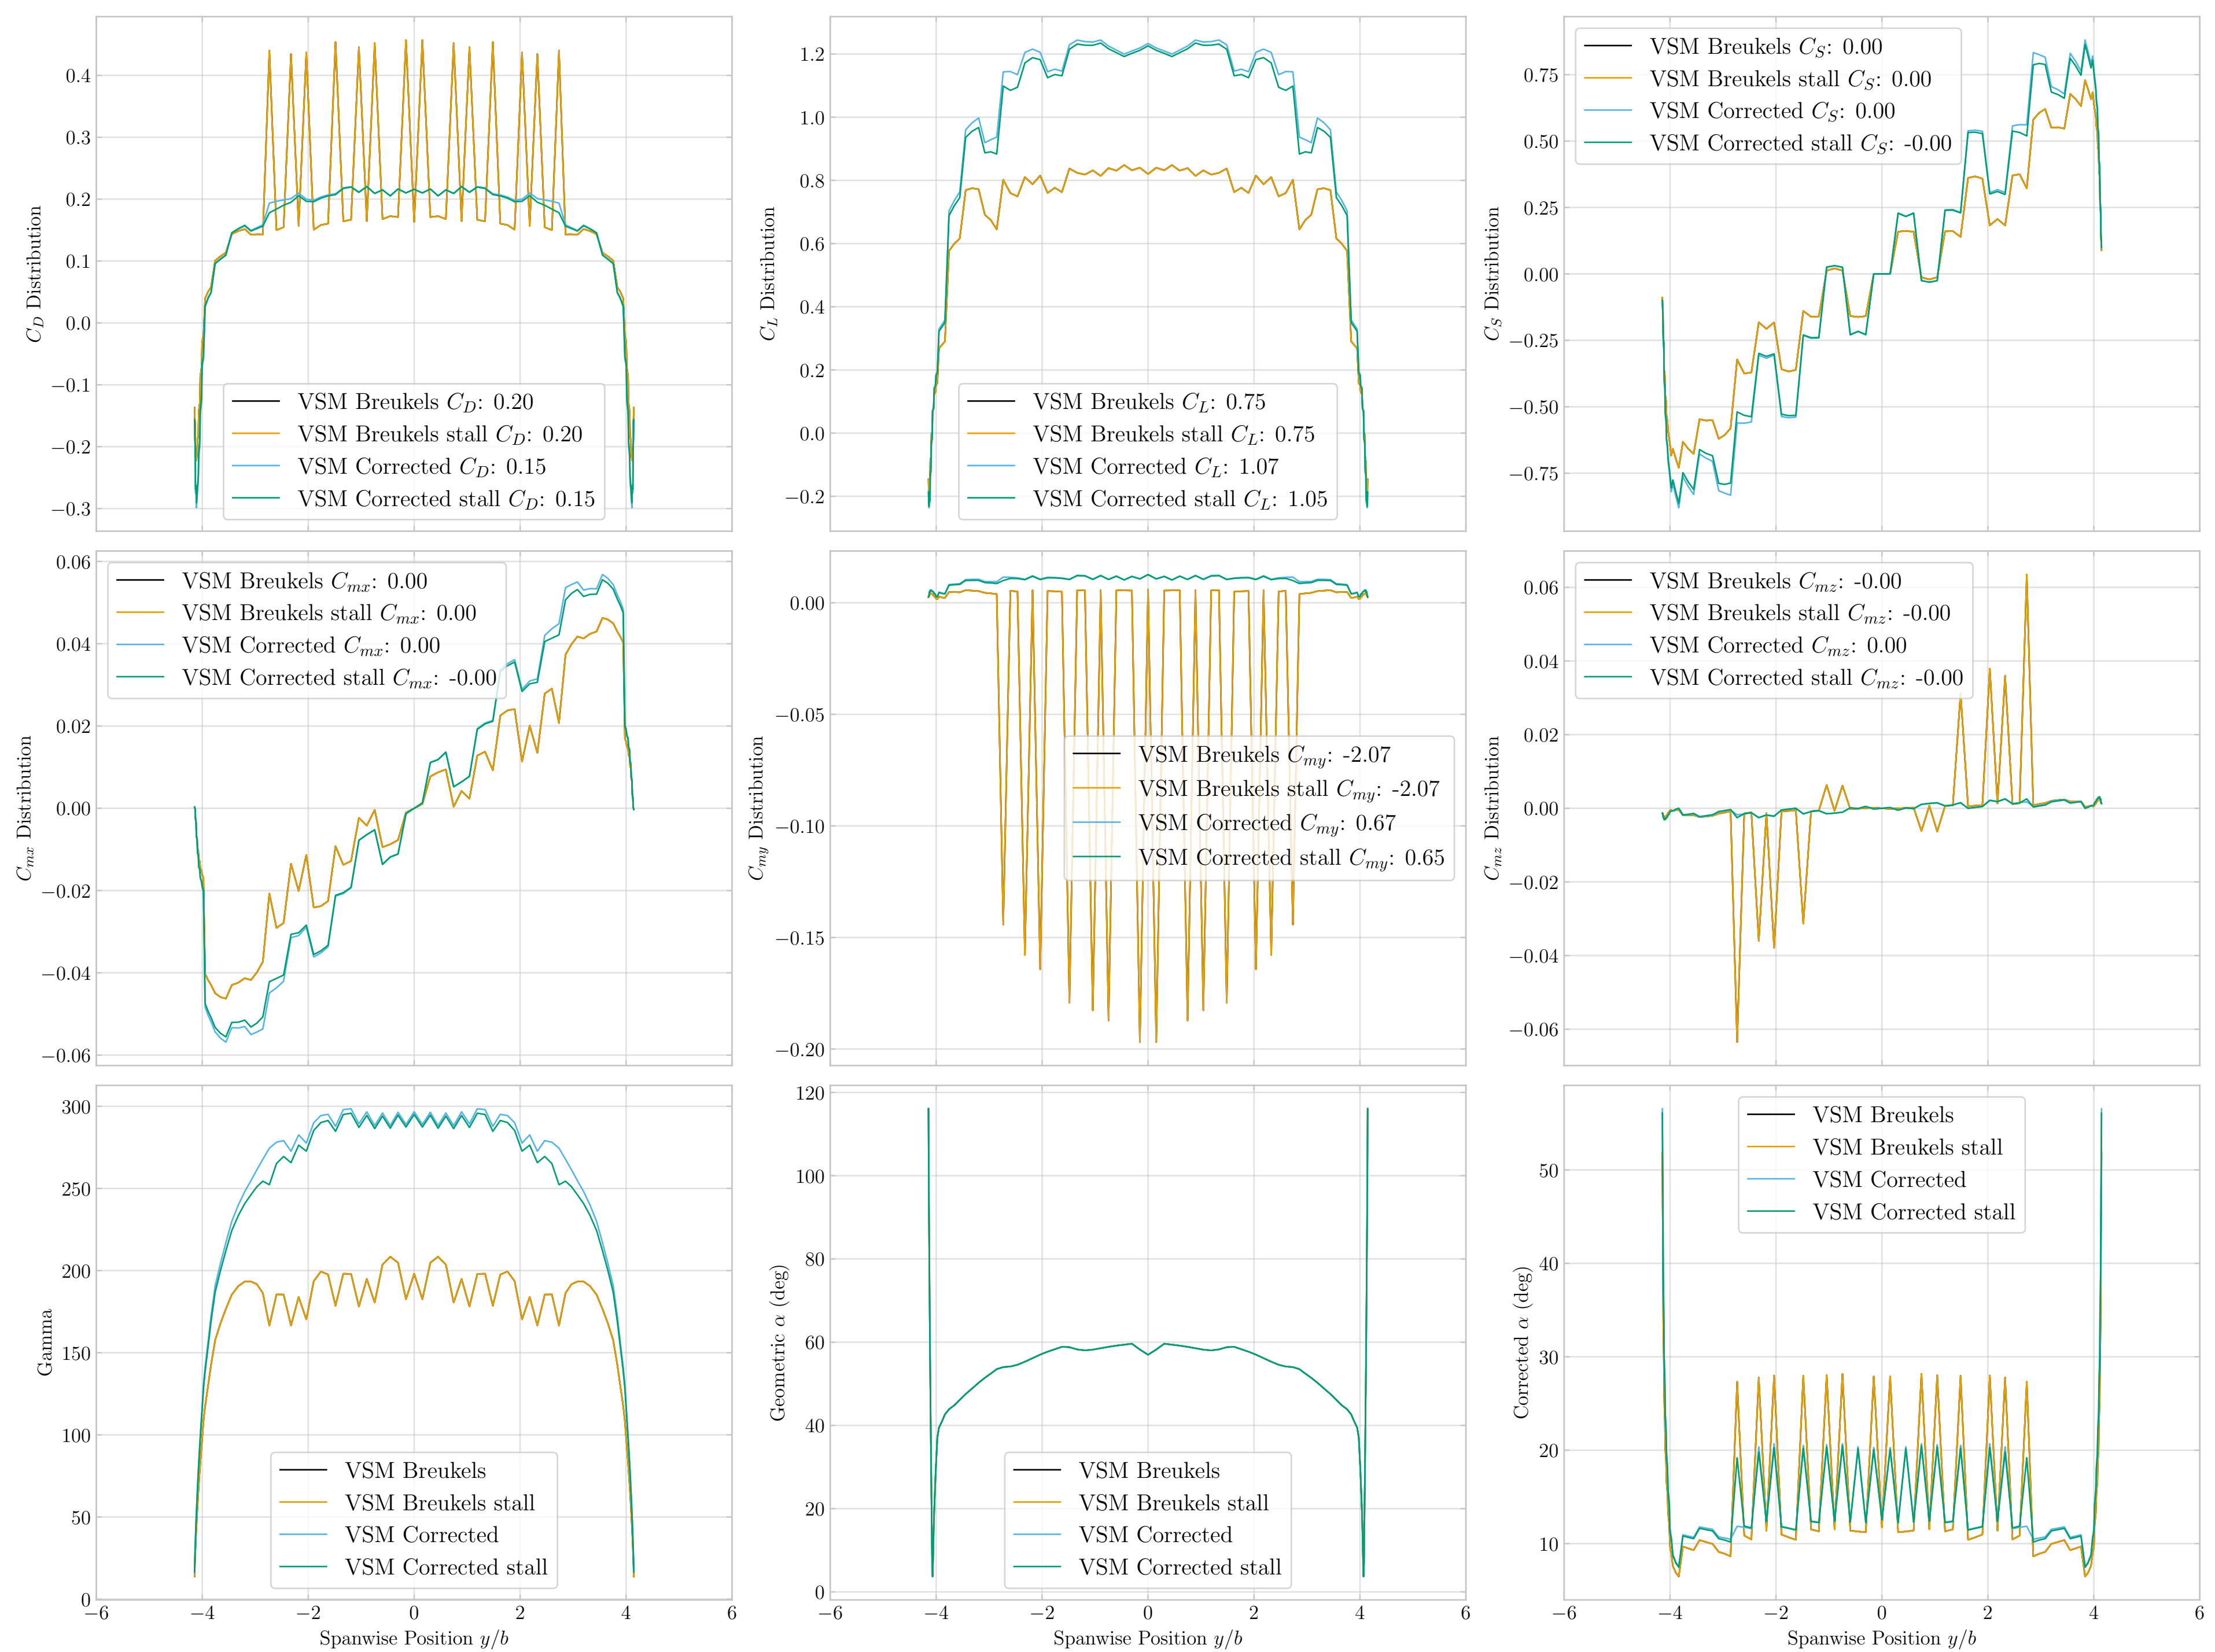 0.4
0.3
0.2
0.1
0.0
−0.1
−0.2
−0.3
C_D Distribution
VSM Breukels C_D: 0.20
VSM Breukels stall C_D: 0.20
VSM Corrected C_D: 0.15
VSM Corrected stall C_D: 0.15
1.2
1.0
0.8
0.6
0.4
0.2
0.0
−0.2
C_L Distribution
VSM Breukels C_L: 0.75
VSM Breukels stall C_L: 0.75
VSM Corrected C_L: 1.07
VSM Corrected stall C_L: 1.05
0.75
0.50
0.25
0.00
−0.25
−0.50
−0.75
C_S Distribution
VSM Breukels C_S: 0.00
VSM Breukels stall C_S: 0.00
VSM Corrected C_S: 0.00
VSM Corrected stall C_S: -0.00
0.06
0.04
0.02
0.00
−0.02
−0.04
−0.06
C_mx Distribution
VSM Breukels C_mx: 0.00
VSM Breukels stall C_mx: 0.00
VSM Corrected C_mx: 0.00
VSM Corrected stall C_mx: -0.00
0.00
−0.05
−0.10
−0.15
−0.20
C_my Distribution
VSM Breukels C_my: -2.07
VSM Breukels stall C_my: -2.07
VSM Corrected C_my: 0.67
VSM Corrected stall C_my: 0.65
0.06
0.04
0.02
0.00
−0.02
−0.04
−0.06
C_mz Distribution
VSM Breukels C_mz: -0.00
VSM Breukels stall C_mz: -0.00
VSM Corrected C_mz: 0.00
VSM Corrected stall C_mz: -0.00
300
250
200
150
100
50
0
Gamma
VSM Breukels
VSM Breukels stall
VSM Corrected
VSM Corrected stall
−6 −4 −2 0 2 4 6
Spanwise Position y/b
120
100
80
60
40
20
0
Geometric α (deg)
VSM Breukels
VSM Breukels stall
VSM Corrected
VSM Corrected stall
−6 −4 −2 0 2 4 6
Spanwise Position y/b
50
40
30
20
10
Corrected α (deg)
VSM Breukels
VSM Breukels stall
VSM Corrected
VSM Corrected stall
−6 −4 −2 0 2 4 6
Spanwise Position y/b